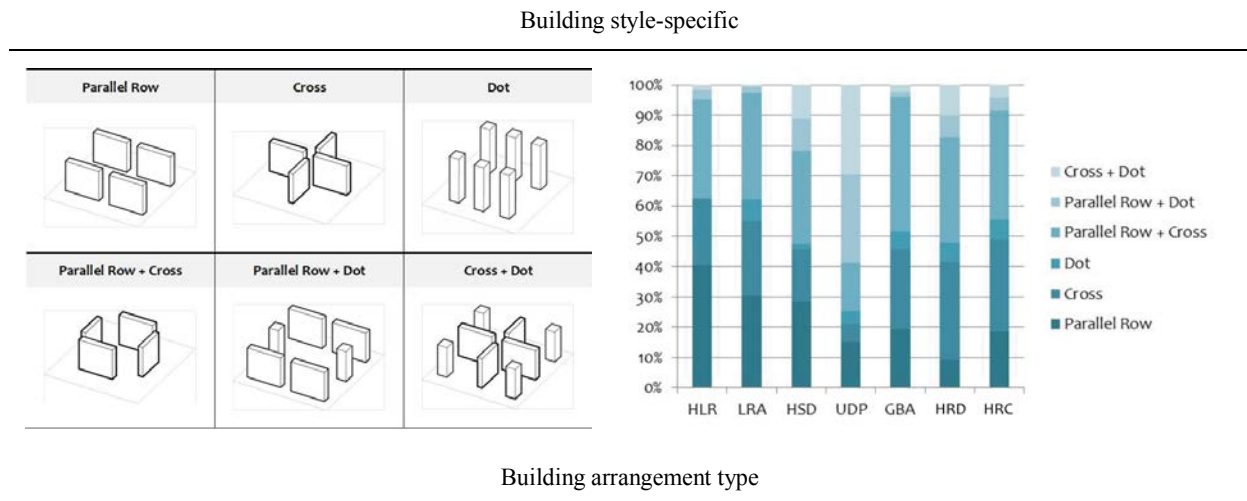 Building style-specific
Parallel Row
Cross
Dot
Parallel Row + Cross
Parallel Row + Dot
Cross + Dot
100%
90%
80%
70%
60%
50%
40%
30%
20%
10%
0%
HLR LRA HSD UDP GBA HRD HRC
Cross + Dot
Parallel Row + Dot
Parallel Row + Cross
Dot
Cross
Parallel Row
Building arrangement type